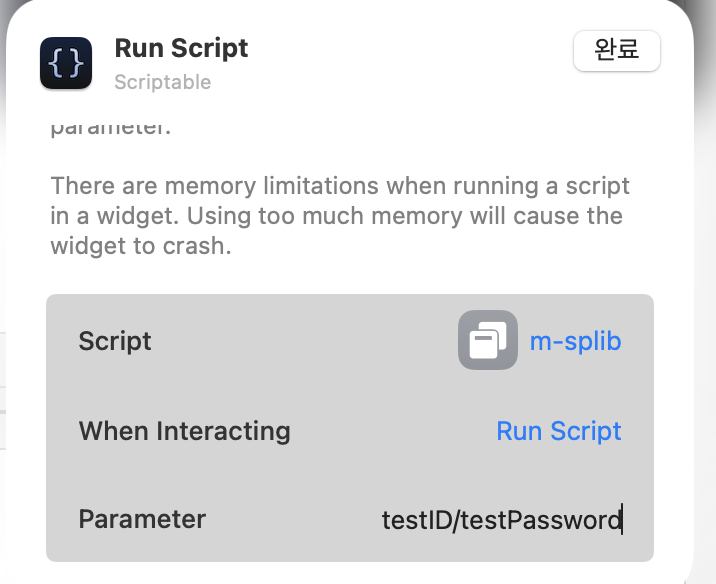 Run Script
완료
Scriptable
parameter.
There are memory limitations when running a script
in a widget. Using too much memory will cause the
widget to crash.
Script m-splib
When Interacting Run Script
Parameter testID/testPassword